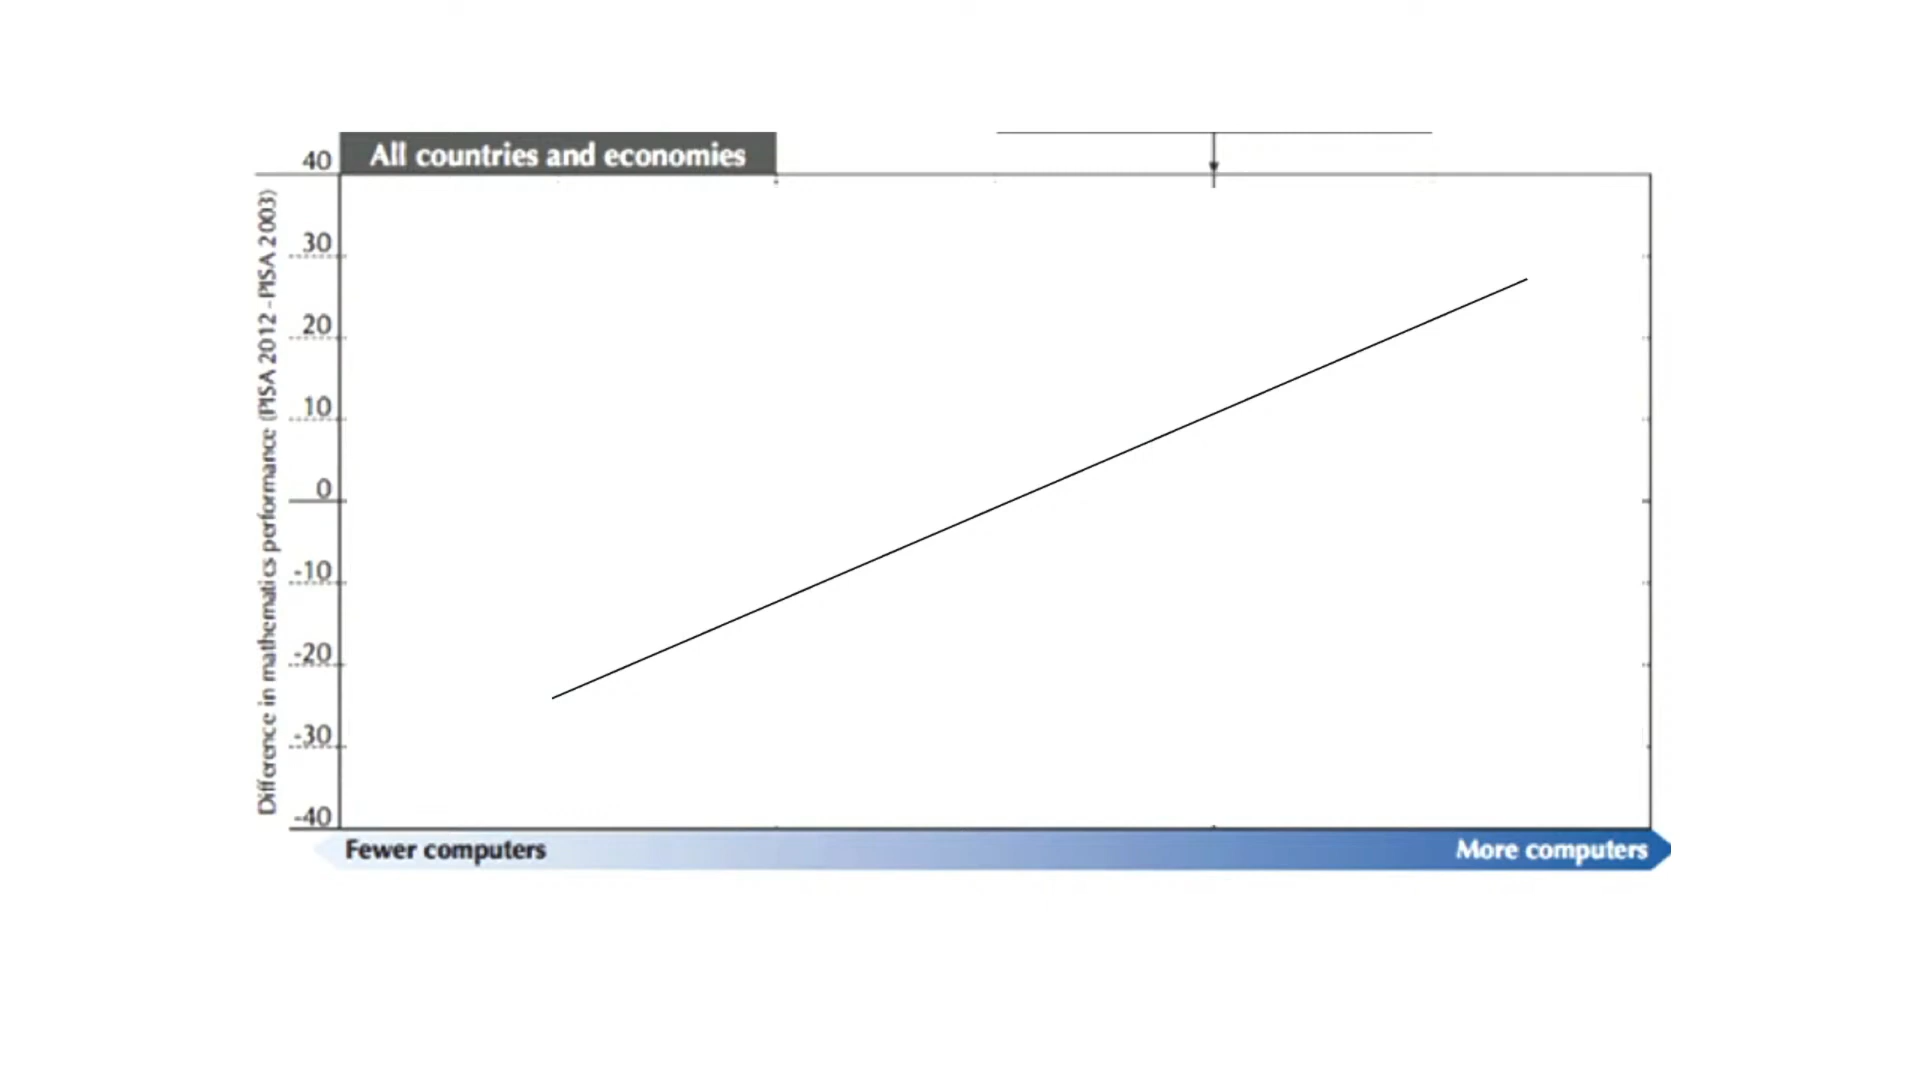 All countries and economies
40
30
20
10
0
-10
-20
-30
-40
Difference in mathematics performance (PISA 2012 - PISA 2003)
Fewer computers
More computers